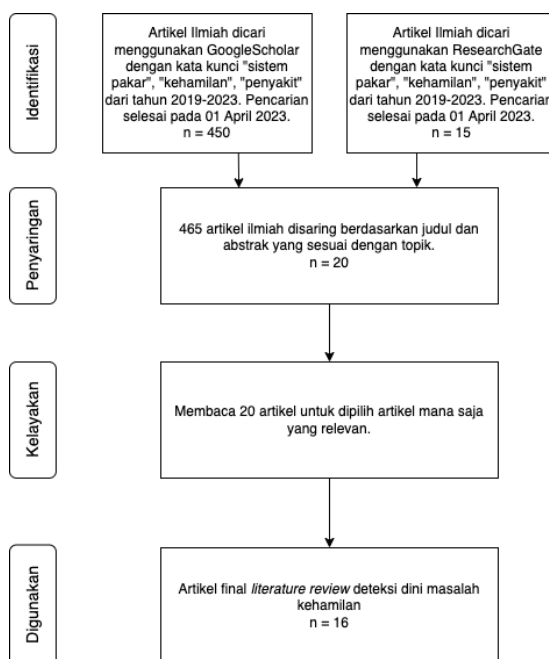 Identifikasi
Artikel Ilmiah dicari
menggunakan GoogleScholar
dengan kata kunci "sistem
pakar", "kehamilan", "penyakit"
dari tahun 2019-2023. Pencarian
selesai pada 01 April 2023.
n = 450
Artikel Ilmiah dicari
menggunakan ResearchGate
dengan kata kunci "sistem
pakar", "kehamilan", "penyakit"
dari tahun 2019-2023. Pencarian
selesai pada 01 April 2023.
n = 15
Penyaringan
465 artikel ilmiah disaring berdasarkan judul dan
abstrak yang sesuai dengan topik.
n = 20
Kelayakan
Membaca 20 artikel untuk dipilih artikel mana saja
yang relevan.
Digunakan
Artikel final literature review deteksi dini masalah
kehamilan
n = 16